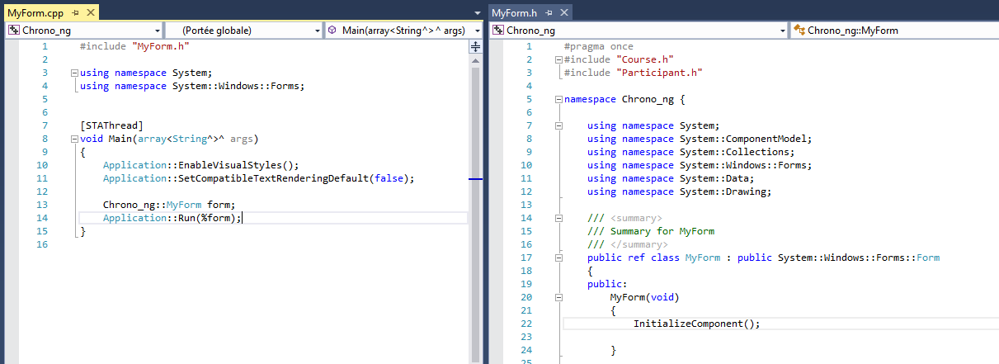 MyForm.cpp
Chrono_ng
(Portée globale)
Main(array<String^>^ args)
1 #include "MyForm.h"
2
3 using namespace System;
4 using namespace System::Windows::Forms;
5
6
7 [STAThread]
8 void Main(array<String^>^ args)
9 {
10 Application::EnableVisualStyles();
11 Application::SetCompatibleTextRenderingDefault(false);
12
13 Chrono_ng::MyForm form;
14 Application::Run(%form);
15 }
16
MyForm.h
Chrono_ng
Chrono_ng::MyForm
1 #pragma once
2 #include "Course.h"
3 #include "Participant.h"
4
5 namespace Chrono_ng {
6
7 using namespace System;
8 using namespace System::ComponentModel;
9 using namespace System::Collections;
10 using namespace System::Windows::Forms;
11 using namespace System::Data;
12 using namespace System::Drawing;
13
14 /// <summary>
15 /// Summary for MyForm
16 /// </summary>
17 public ref class MyForm : public System::Windows::Forms::Form
18 {
19 public:
20 MyForm(void)
21 {
22 InitializeComponent();
23
24 }
25